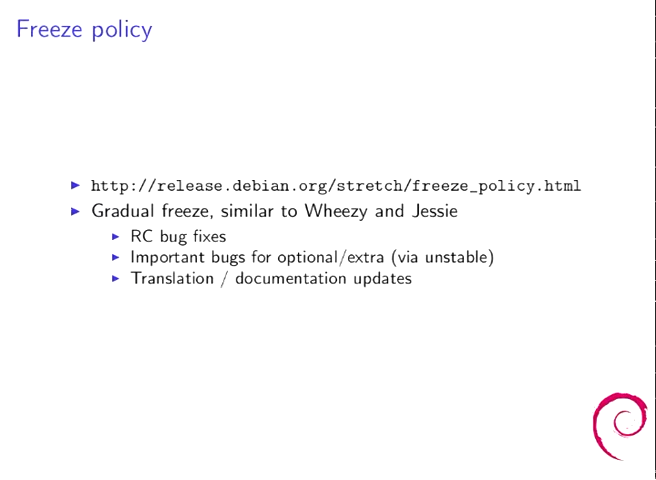 Freeze policy
http://release.debian.org/stretch/freeze_policy.html
Gradual freeze, similar to Wheezy and Jessie
RC bug fixes
Important bugs for optional/extra (via unstable)
Translation / documentation updates